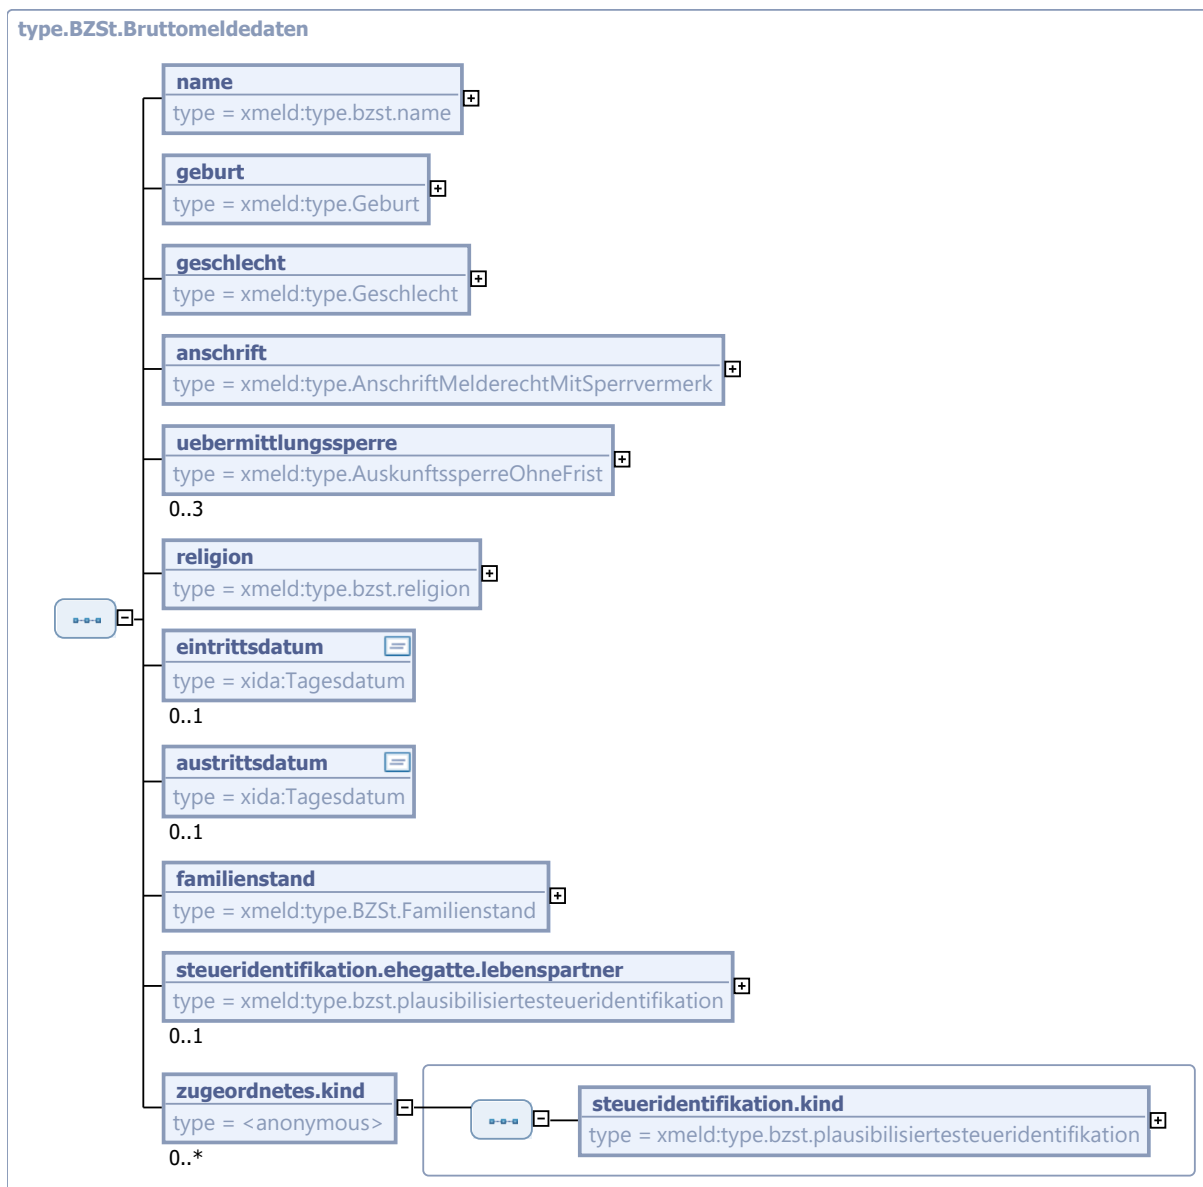 type.BZSt.Bruttomeldedaten
name
type = xmeld:type.bzst.name
geburt
type = xmeld:type.Geburt
geschlecht
type = xmeld:type.Geschlecht
anschrift
type = xmeld:type.AnschriftMelderechtMitSperrvermerk
uebermittlungssperre
type = xmeld:type.AuskunftssperreOhneFrist
0..3
religion
type = xmeld:type.bzst.religion
eintrittsdatum
type = xida:Tagesdatum
0..1
austrittsdatum
type = xida:Tagesdatum
0..1
familienstand
type = xmeld:type.BZSt.Familienstand
steueridentifikation.ehegatte.lebenspartner
type = xmeld:type.bzst.plausibilisiertesteueridentifikation
0..1
zugeordnetes.kind
type = <anonymous>
0..*
steueridentifikation.kind
type = xmeld:type.bzst.plausibilisiertesteueridentifikation